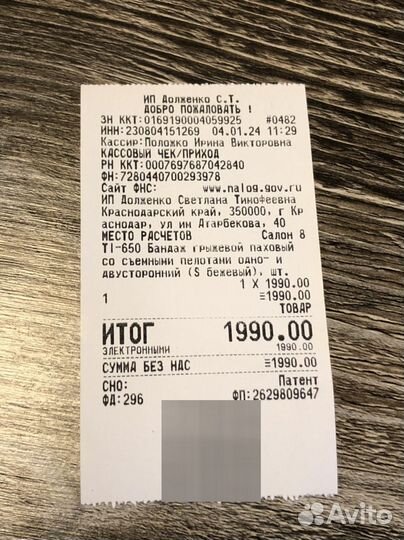 ИП Долженко С.Т.
ДОБРО ПОЖАЛОВАТЬ !
ЗН ККТ:0169190004059925 #0482
ИНН:230804151269 04.01.24 11:29
Кассир:Положко Ирина Викторовна
КАССОВЫЙ ЧЕК/ПРИХОД
РН ККТ:0007697687042840
ФН:7280440700293978
Сайт ФНС: www.nalog.gov.ru
ИП Долженко Светлана Тимофеевна
Краснодарский край, 350000, г Кр
аснодар, ул им Атарбекова, 40
МЕСТО РАСЧЕТОВ Салон 8
Т1-650 Бандаж грыжевой паховый
со съемными пелотами одно- и
двусторонний (S бежевый), шт.
1 X 1990.00
1 ≡1990.00
ТОВАР
ИТОГ 1990.00
ЭЛЕКТРОННЫМИ 1990.00
СУММА БЕЗ НДС ≡1990.00
СНО: Патент
ФД:296 ФП:2629809647
Avito